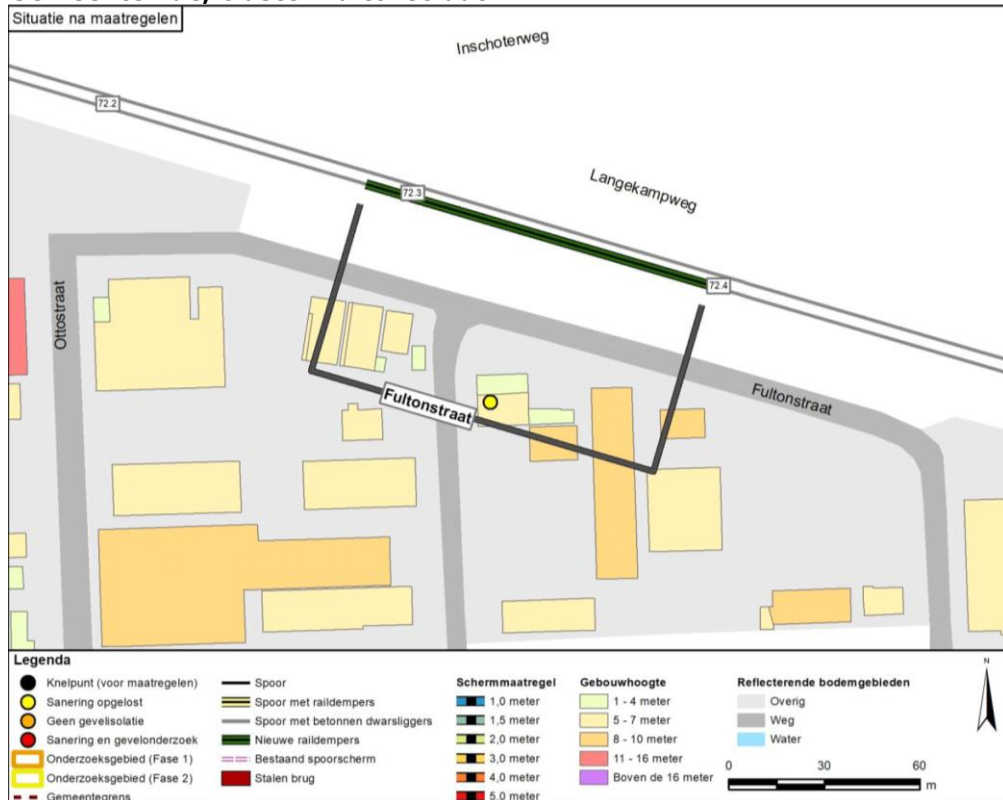 Situatie na maatregelen
Inschoterweg
72.2
Langekampweg
72.3
72.4
Ottostraat
Fultonstraat
Fultonstraat
Legenda
Knelpunt (voor maatregelen)
Sanering opgelost
Geen gevelisolatie
Sanering en gevelonderzoek
Onderzoeksgebied (Fase 1)
Onderzoeksgebied (Fase 2)
Gemeentegrens
Spoor
Spoor met raildempers
Spoor met betonnen dwarsliggers
Nieuwe raildempers
Bestaand spoorscherm
Stalen brug
Schermmaatregel
1,0 meter
1,5 meter
2,0 meter
3,0 meter
4,0 meter
5,0 meter
Gebouwhoogte
1 - 4 meter
5 - 7 meter
8 - 10 meter
11 - 16 meter
Boven de 16 meter
Reflecterende bodemgebieden
Overig
Weg
Water
N
0 30 60
m